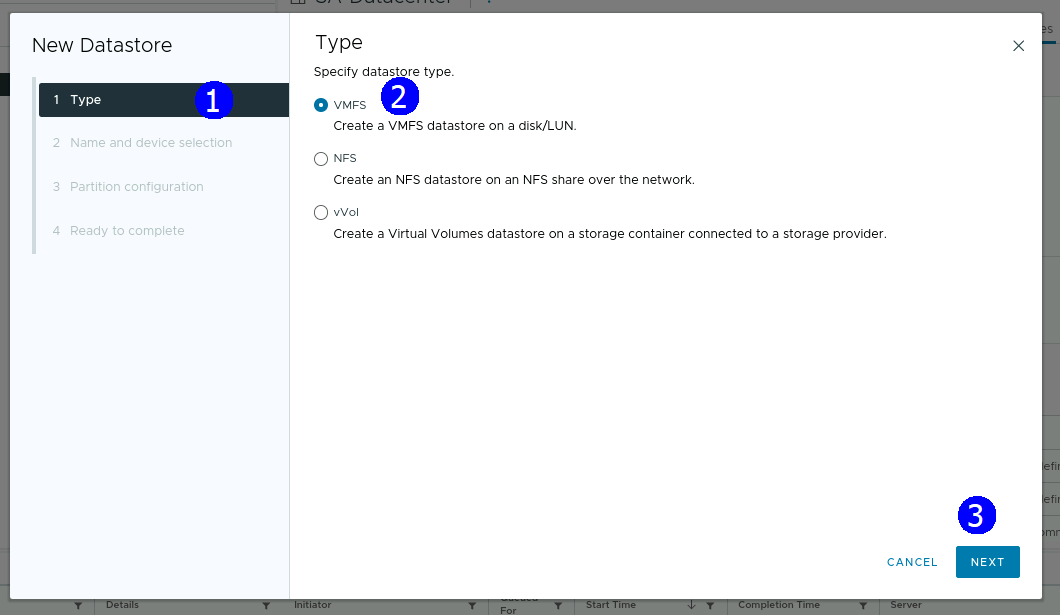 New Datastore
1 Type
1
2 Name and device selection
3 Partition configuration
4 Ready to complete
Type
Specify datastore type.
VMFS
2
Create a VMFS datastore on a disk/LUN.
NFS
Create an NFS datastore on an NFS share over the network.
vVol
Create a Virtual Volumes datastore on a storage container connected to a storage provider.
3
CANCEL
NEXT
Details
Initiator
For
Start Time
Completion Time
Server